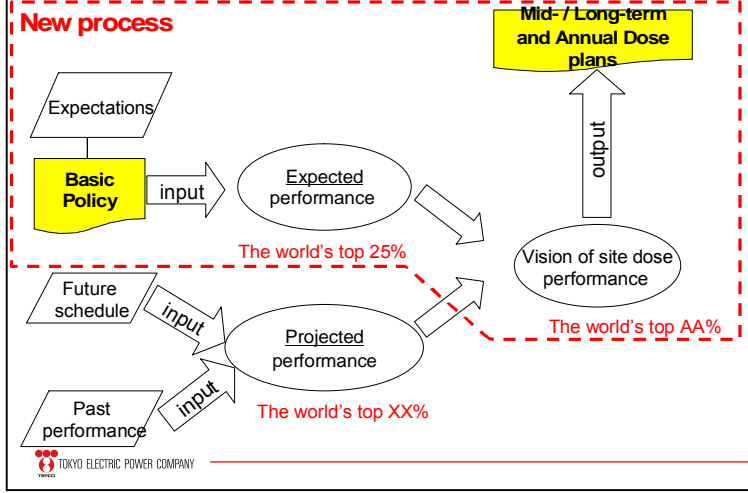 New process
Mid- / Long-term
and Annual Dose
plans
Expectations
Basic
Policy
input
Expected
performance
output
The world's top 25%
Vision of site dose
performance
Future
schedule
input
Projected
performance
The world's top AA%
input
Past
performance
The world's top XX%
TEPCO
TOKYO ELECTRIC POWER COMPANY